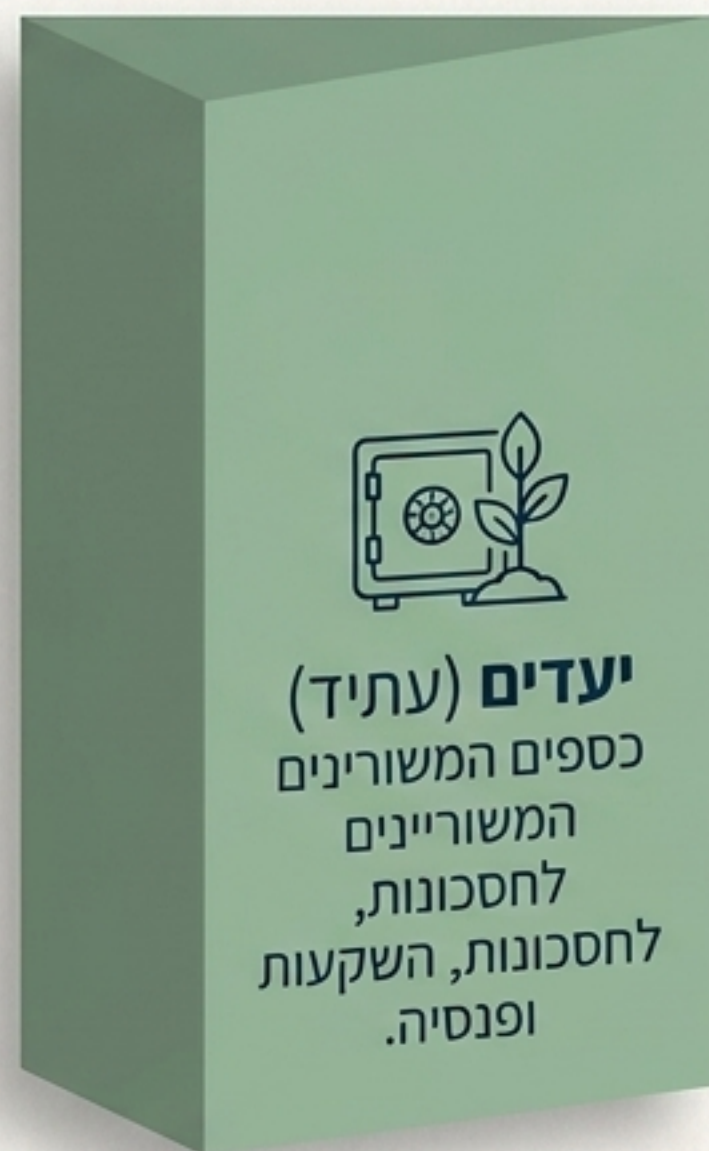 יעדים (עתיד)
כספים המשורינים
המשוריינים
לחסכונות,
לחסכונות, השקעות
ופנסיה.